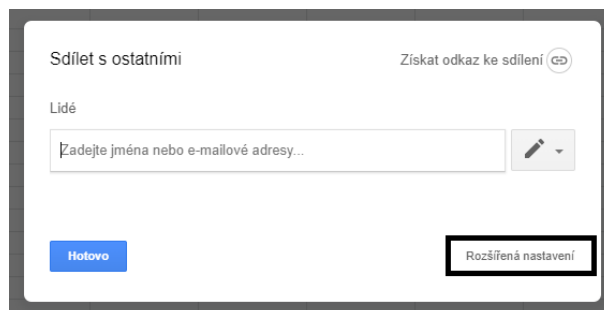 Sdílet s ostatními
Získat odkaz ke sdílení
Lidé
Zadejte jména nebo e-mailové adresy...
Hotovo
Rozšířená nastavení